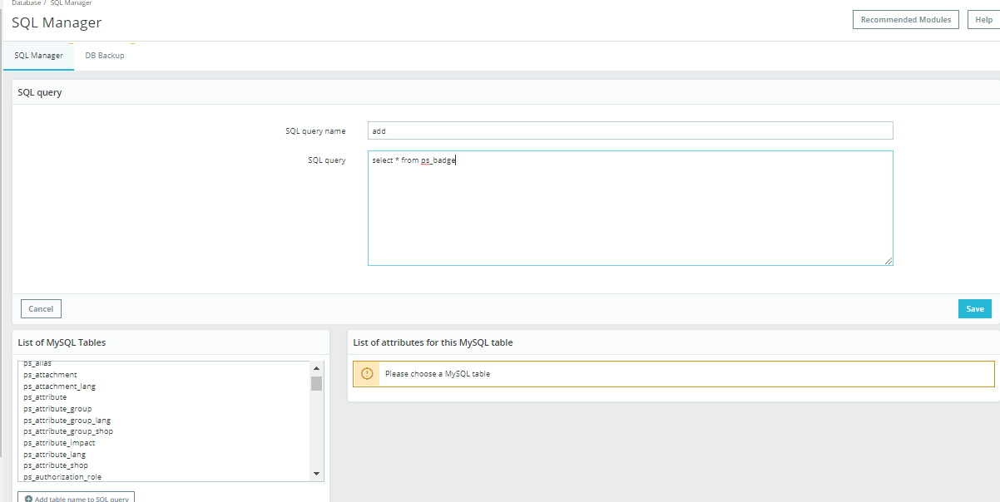 Database / SQL Manager
SQL Manager
Recommended Modules
Help
SQL Manager
DB Backup
SQL query
SQL query name
add
SQL query
select * from ps_badge
Cancel
Save
List of MySQL Tables
ps_alias
ps_attachment
ps_attachment_lang
ps_attribute
ps_attribute_group
ps_attribute_group_lang
ps_attribute_group_shop
ps_attribute_impact
ps_attribute_lang
ps_attribute_shop
ps_authorization_role
Add table name to SQL query
List of attributes for this MySQL table
Please choose a MySQL table